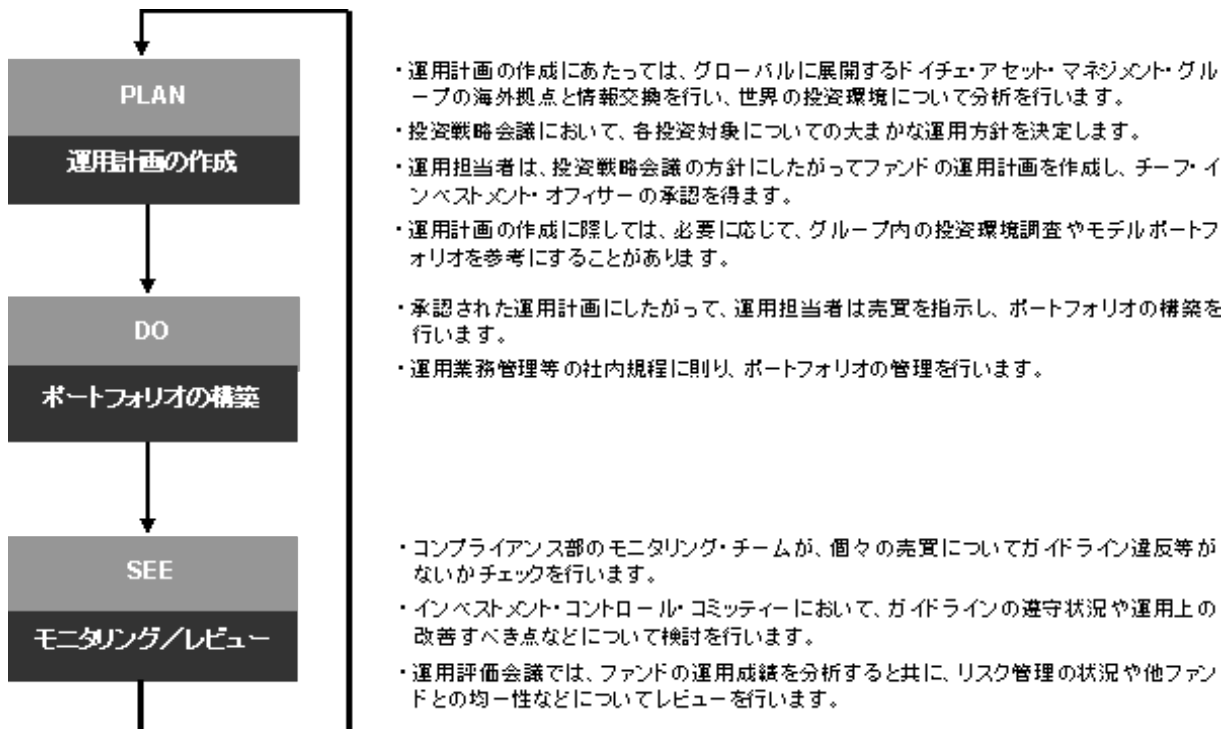 PLAN
運用計画の作成
・運用計画の作成にあたっては、グローバルに展開するドイチェ・アセット・マネジメント・グル
ープの海外拠点と情報交換を行い、世界の投資環境について分析を行います。
・投資戦略会議において、各投資対象についての大まかな運用方針を決定します。
・運用担当者は、投資戦略会議の方針にしたがってファンドの運用計画を作成し、チーフ・イ
ンベストメント・オフィサーの承認を得ます。
・運用計画の作成に際しては、必要に応じて、グループ内の投資環境調査やモデルポートフ
ォリオを参考にすることがあります。
DO
ポートフォリオの構築
・承認された運用計画にしたがって、運用担当者は売買を指示し、ポートフォリオの構築を
行います。
・運用業務管理等の社内規程に則り、ポートフォリオの管理を行います。
SEE
モニタリング／レビュー
・コンプライアンス部のモニタリング・チームが、個々の売買についてガイドライン違反等が
ないかチェックを行います。
・インベストメント・コントロール・コミッティーにおいて、ガイドラインの遵守状況や運用上の
改善すべき点などについて検討を行います。
・運用評価会議では、ファンドの運用成績を分析すると共に、リスク管理の状況や他ファン
ドとの均一性などについてレビューを行います。